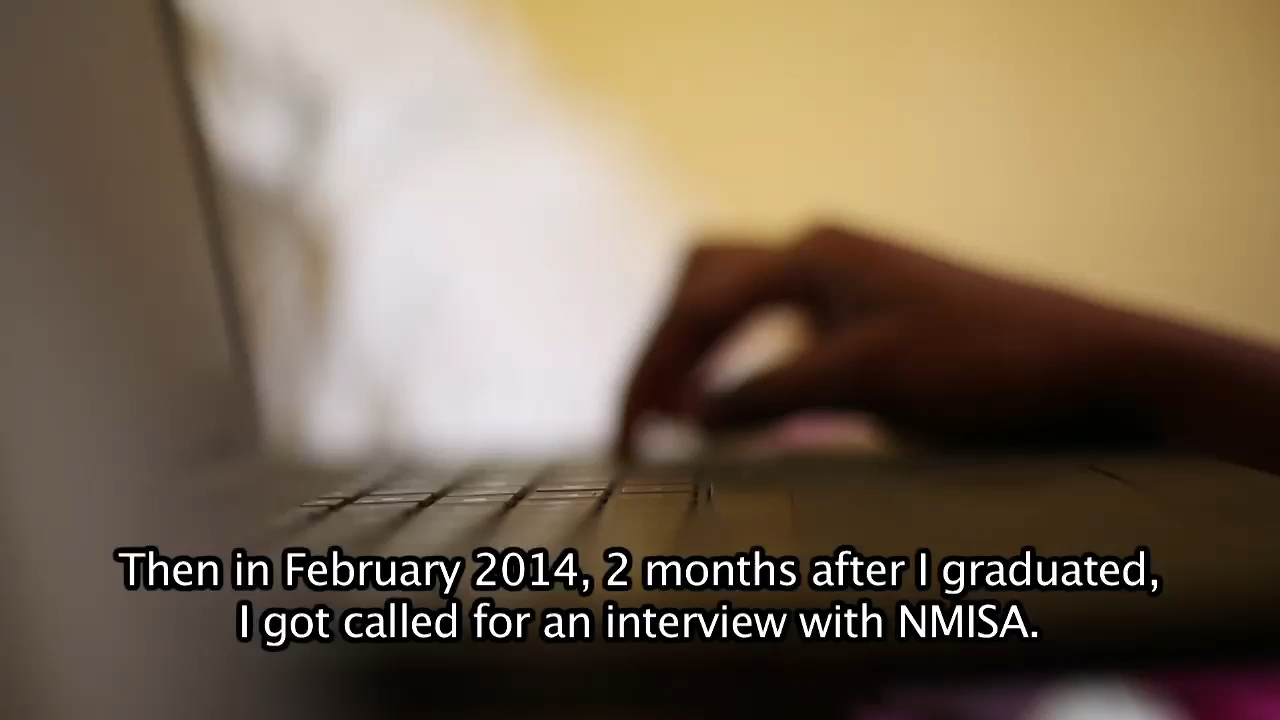 Then in February 2014, 2 months after I graduated,
I got called for an interview with NMISA.